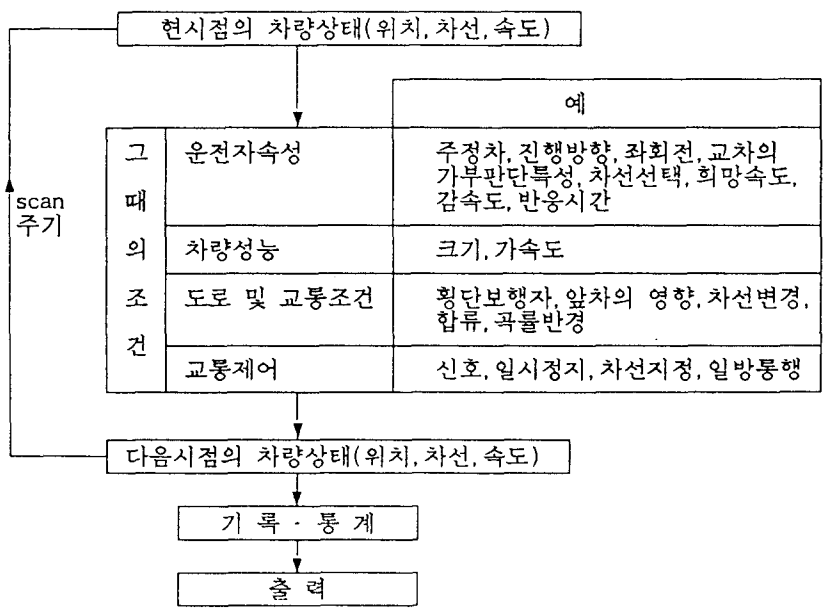 현시점의 차량상태(위치, 차선, 속도)
예
그
때
의
조
건
운전자속성
주정차, 진행방향, 좌회전, 교차의
가부판단특성, 차선선택, 희망속도,
감속도, 반응시간
scan
주기
차량성능
크기, 가속도
도로 및 교통조건
횡단보행자, 앞차의 영향, 차선변경,
합류, 곡률반경
교통제어
신호, 일시정지, 차선지정, 일방통행
다음시점의 차량상태(위치, 차선, 속도)
기 록 · 통 계
출 력